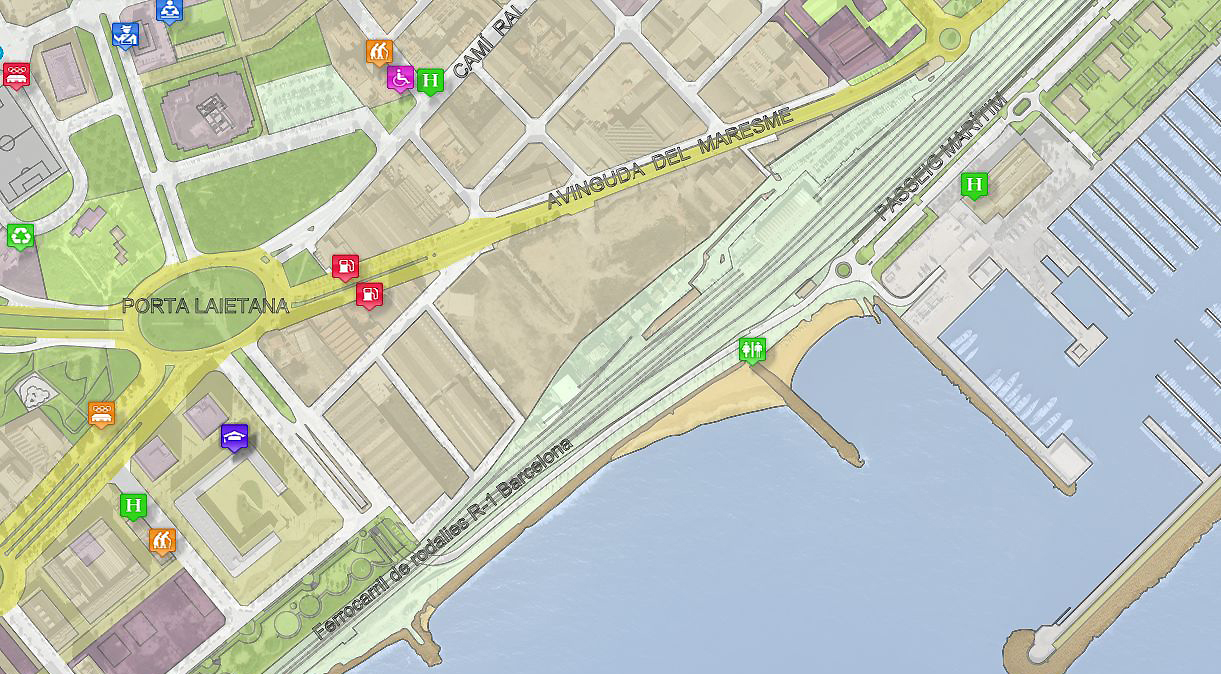 CAMÍ RAL
H
AVINGUDA DEL MARESME
PASSEIG MARÍTIM
H
PORTA LAIETANA
Ferrocarril de rodalies R-1 Barcelona
H